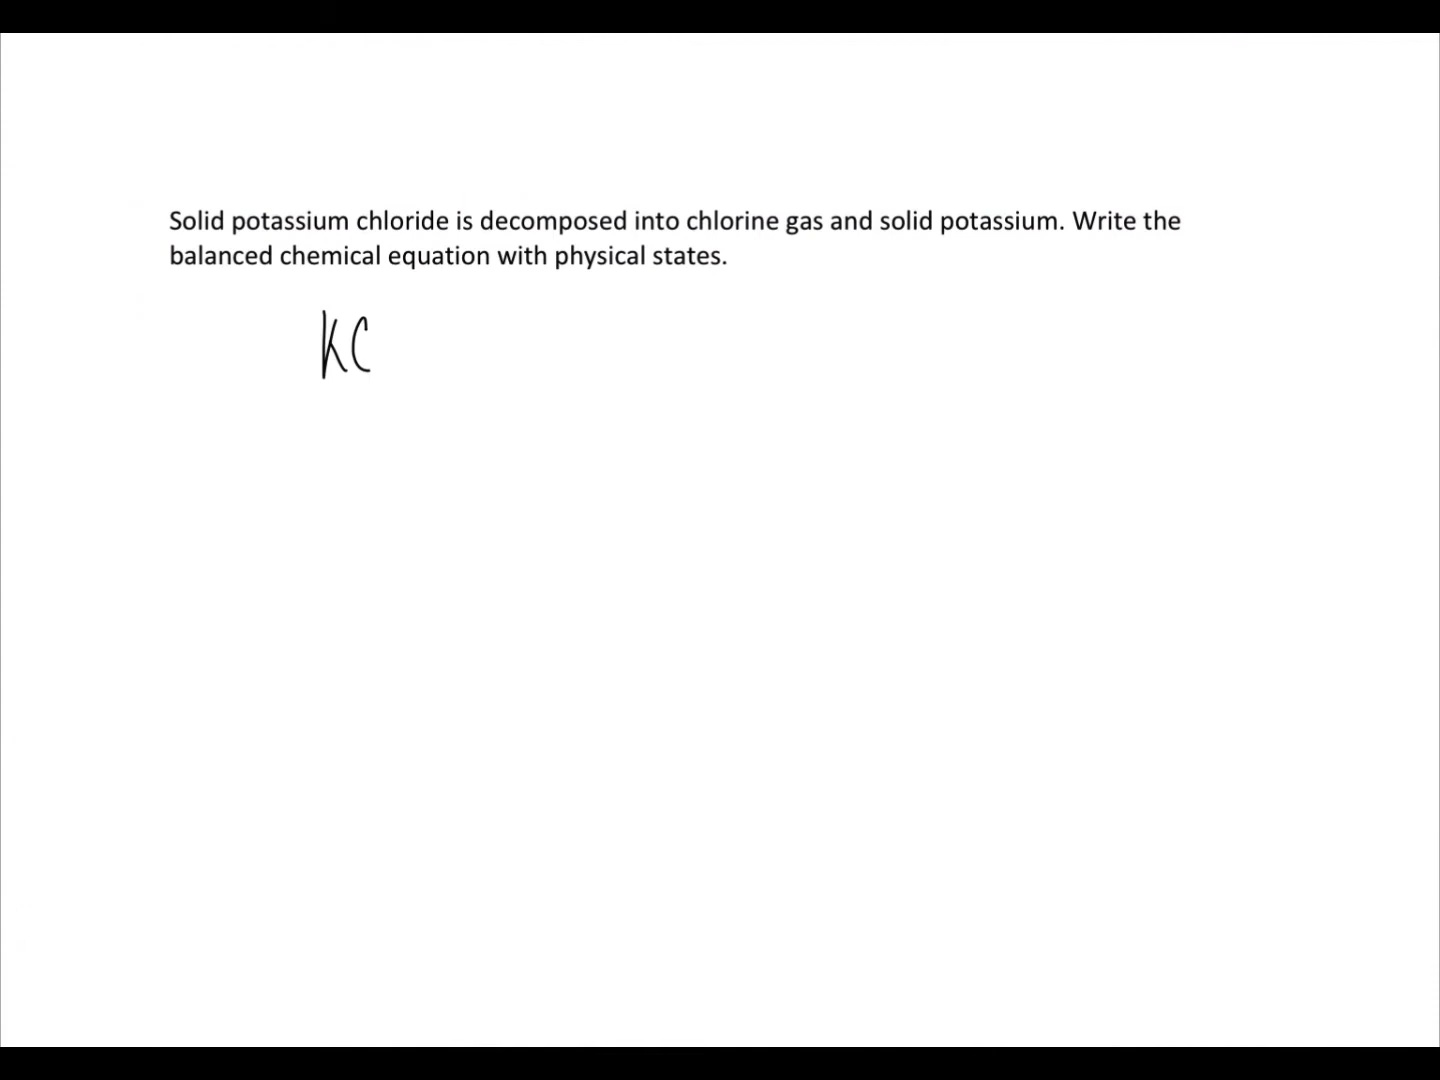 Solid potassium chloride is decomposed into chlorine gas and solid potassium. Write the
balanced chemical equation with physical states.
KC